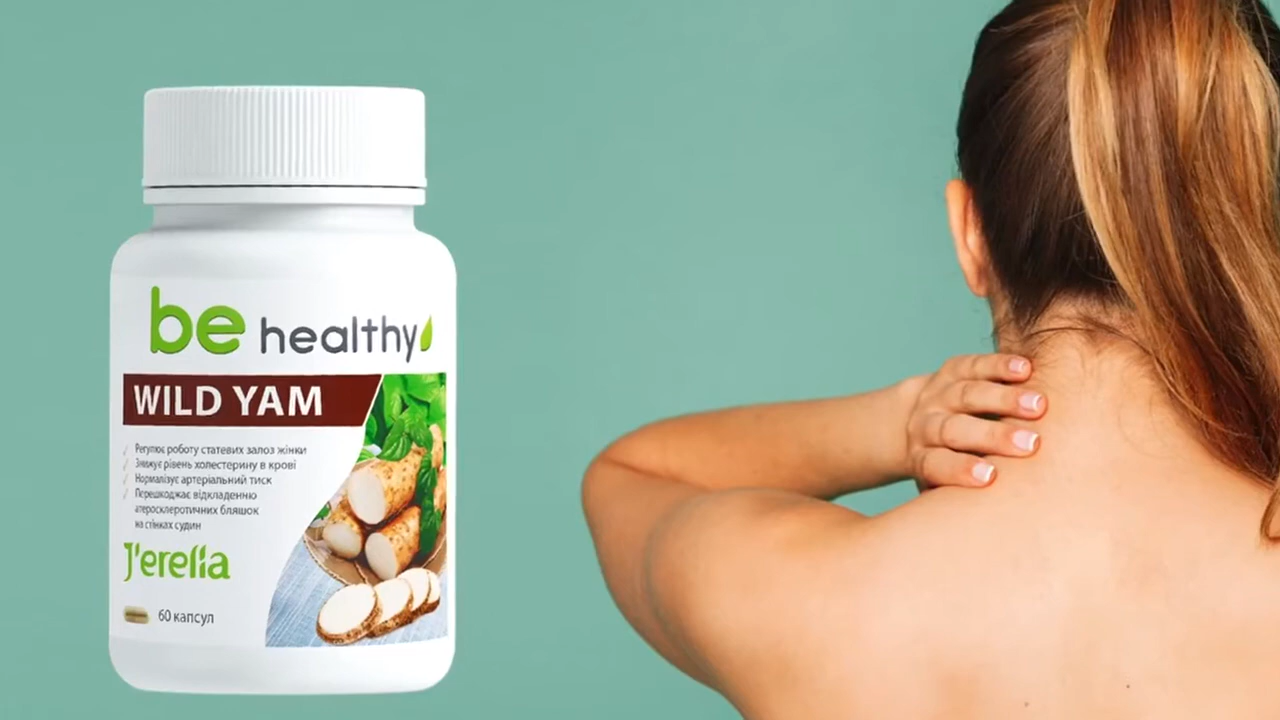 be healthy
WILD YAM
Регулює роботу статевих залоз жінки
Знижує рівень холестерину в крові
Нормалізує артеріальний тиск
Перешкоджає відкладенню
атеросклеротичних бляшок
на стінках судин
J'erelia
60 капсул